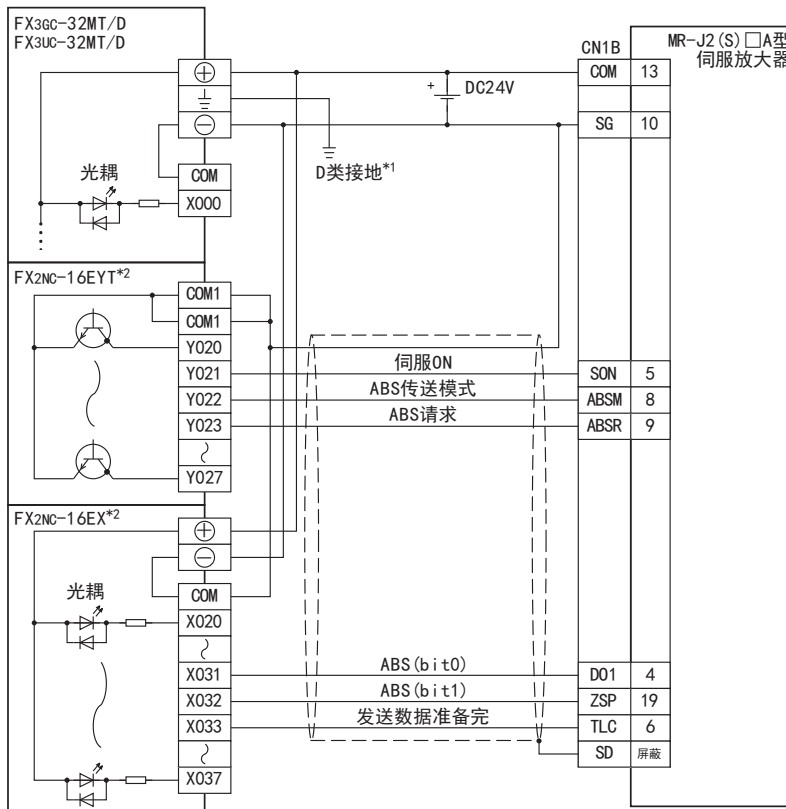 FX3GC-32MT/D
FX3UC-32MT/D
COM
X000
光耦
DC24V
+
D类接地*1
CN1B
MR-J2(S)□A型
伺服放大器
COM 13
SG 10
FX2NC-16EYT*2
COM1
COM1
Y020
Y021
Y022
Y023
Y027
伺服ON
ABS传送模式
ABS请求
SON 5
ABSM 8
ABSR 9
FX2NC-16EX*2
光耦
COM
X020
X031
X032
X033
X037
ABS(bit0)
ABS(bit1)
发送数据准备完
DO1 4
ZSP 19
TLC 6
SD 屏蔽